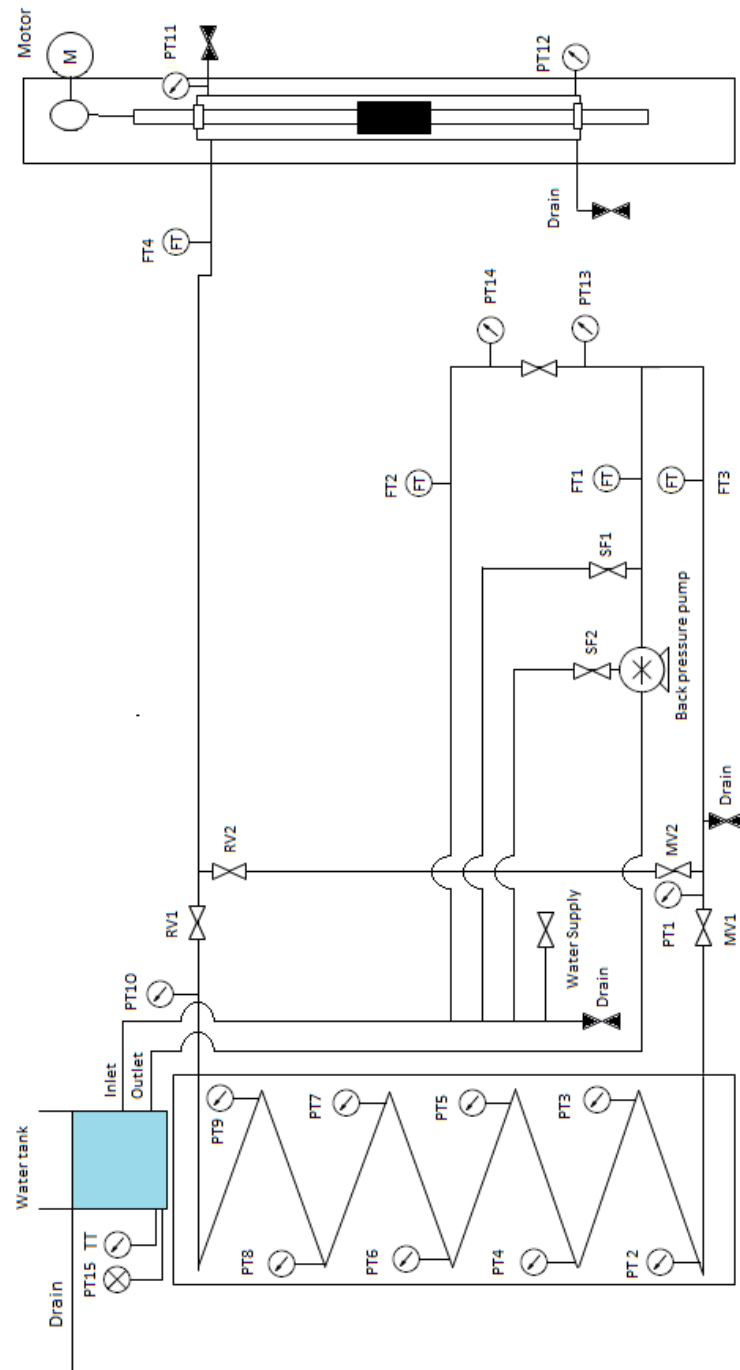 Motor
M
PT11
PT12
Drain
FT4
FT
PT14
PT13
FT2
FT
FT1
FT
FT
FT3
SF1
SF2
Back pressure pump
Drain
RV2
MV2
RV1
PT1
MV1
Water Supply
Drain
PT1O
Inlet
Outlet
Water tank
PT9
PT7
PT5
PT3
PT8
PT6
PT4
PT 2
TT
PT15
Drain